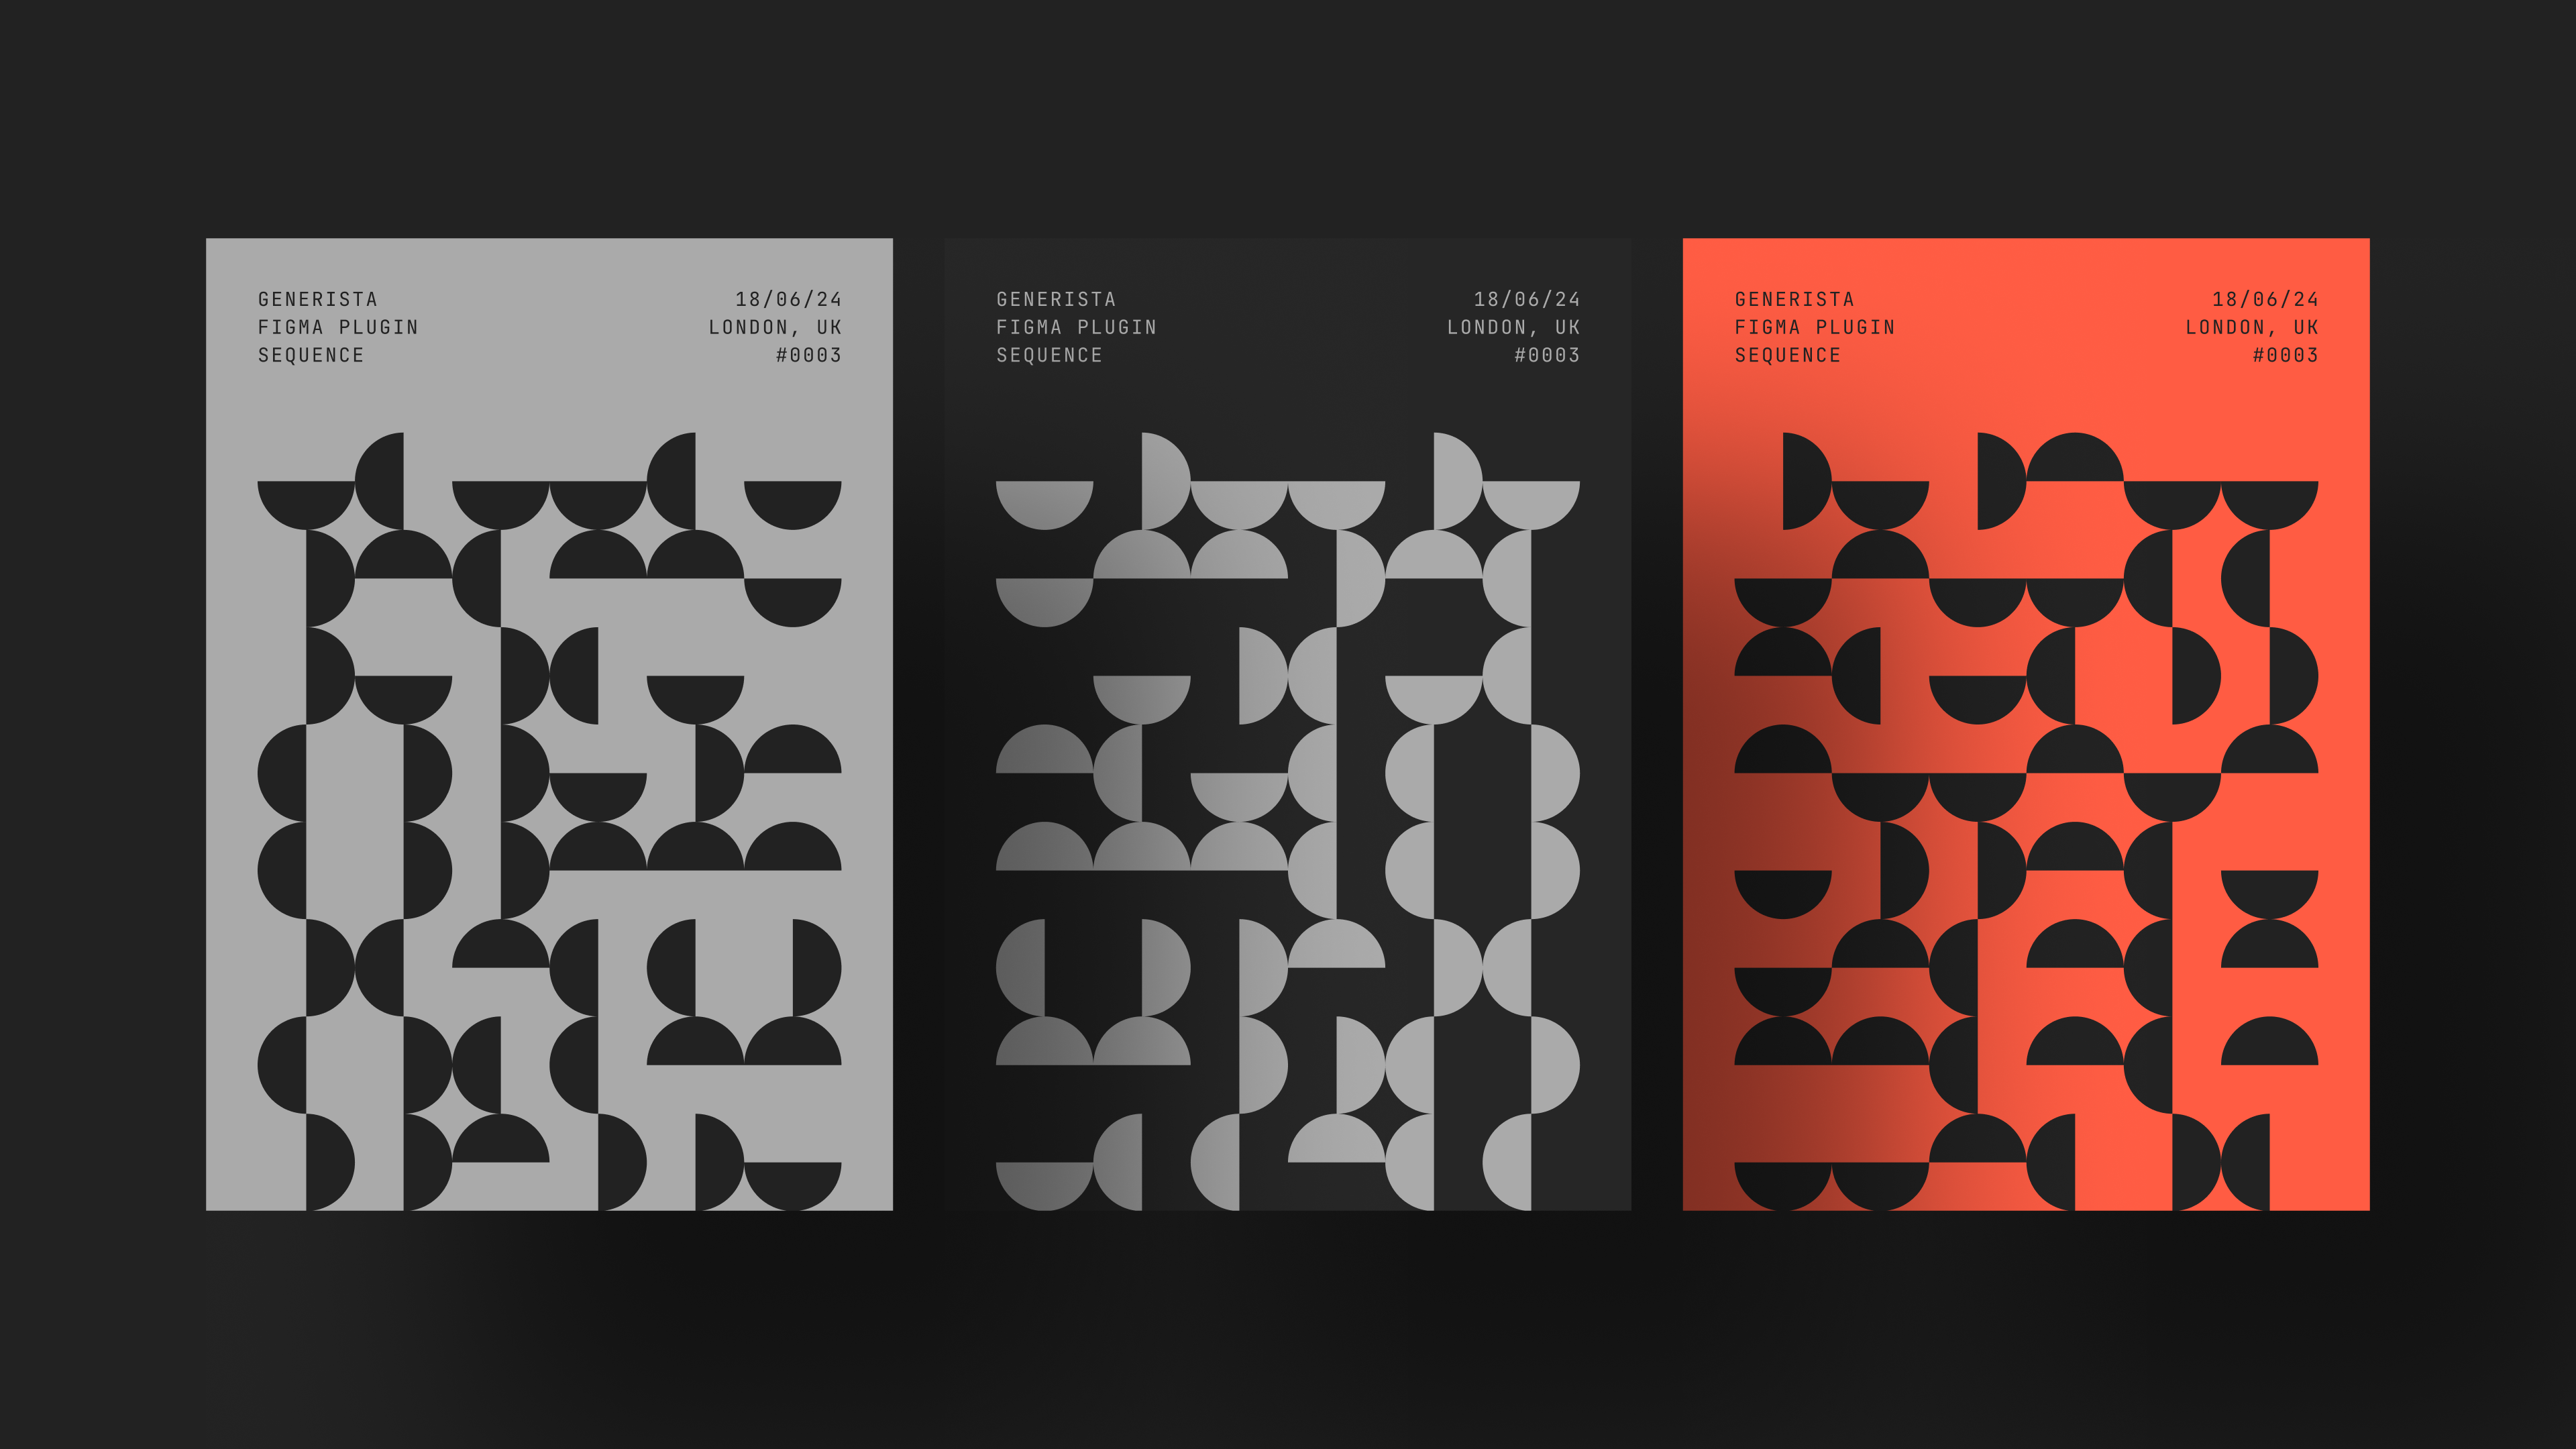 GENERISTA
FIGMA PLUGIN
SEQUENCE
18/06/24
LONDON, UK
#0003
GENERISTA
FIGMA PLUGIN
SEQUENCE
18/06/24
LONDON, UK
#0003
GENERISTA
FIGMA PLUGIN
SEQUENCE
18/06/24
LONDON, UK
#0003